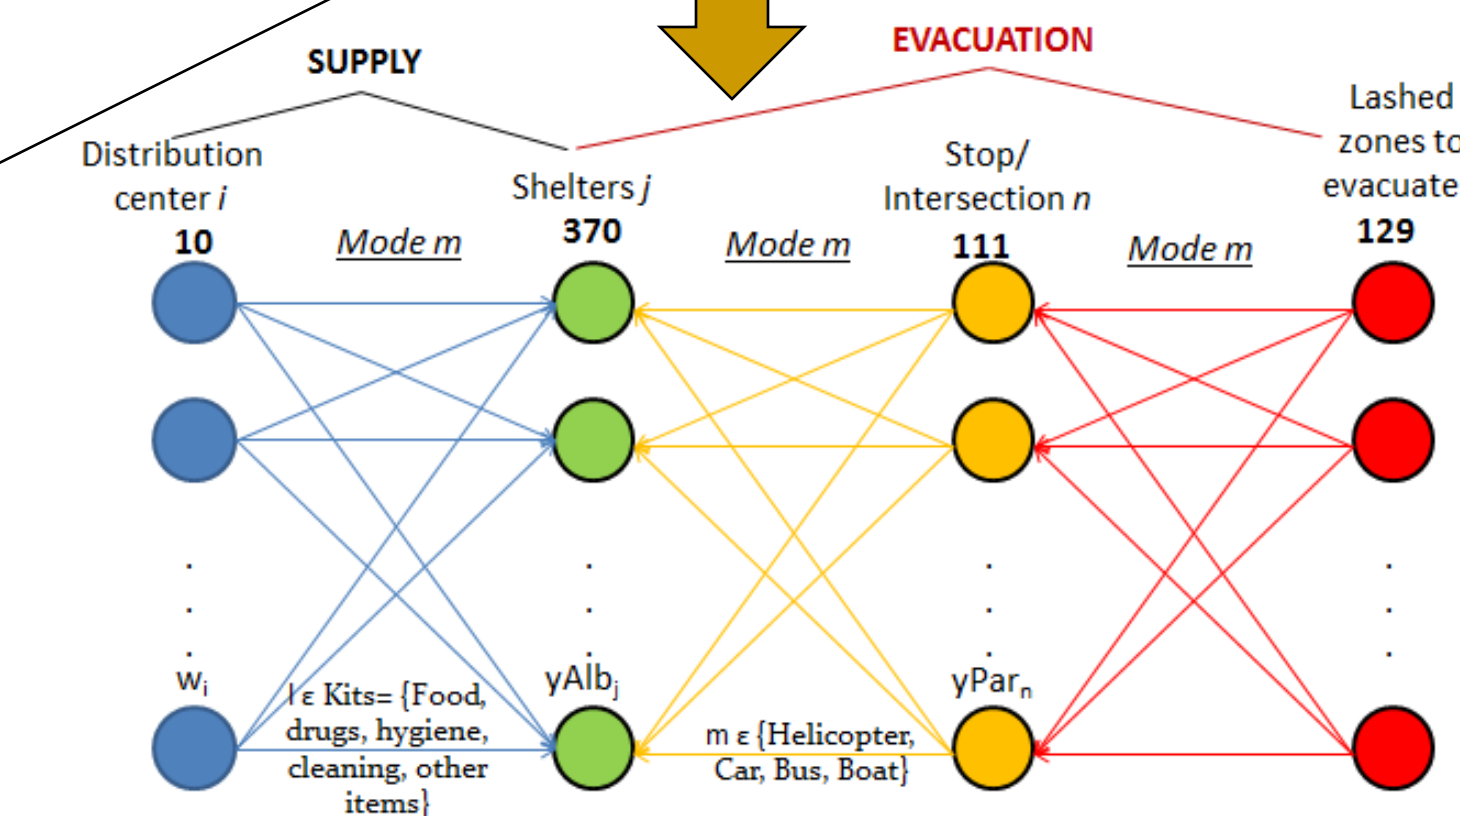 SUPPLY
EVACUATION
Distribution
center i
10
Mode m
Shelters j
370
Mode m
Stop/
Intersection n
111
Mode m
Lashed
zones to
evacuate
129
wᵢ
l ε Kits= {Food,
drugs, hygiene,
cleaning, other
items}
yAlbⱼ
m ε {Helicopter,
Car, Bus, Boat}
yParₙ